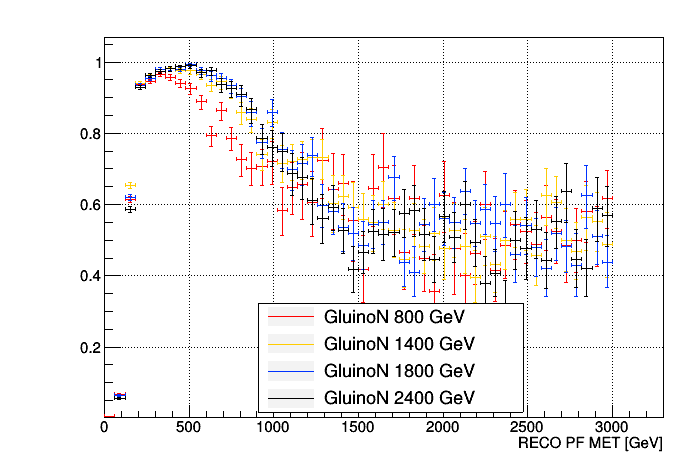 1
0.8
0.6
0.4
0.2
GluinoN 800 GeV
GluinoN 1400 GeV
GluinoN 1800 GeV
GluinoN 2400 GeV
0 500 1000 1500 2000 2500 3000
RECO PF MET [GeV]